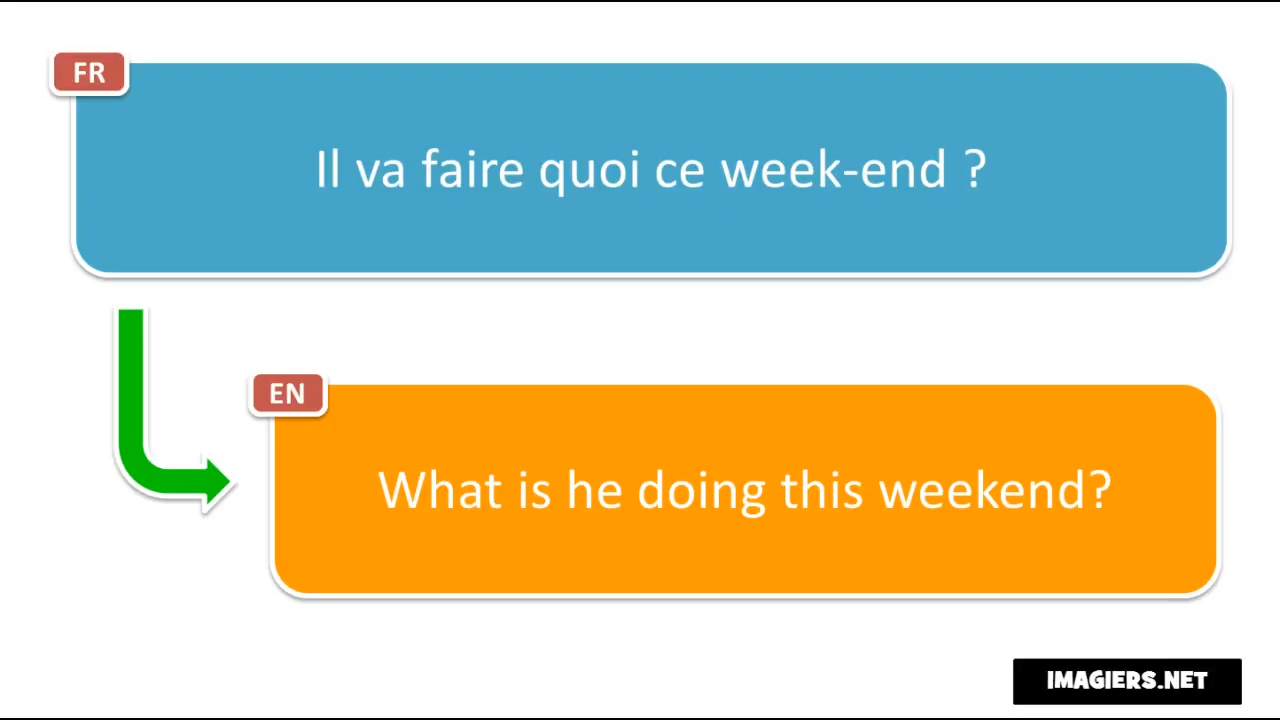 FR
Il va faire quoi ce week-end ?
EN
What is he doing this weekend?
IMAGIERS.NET